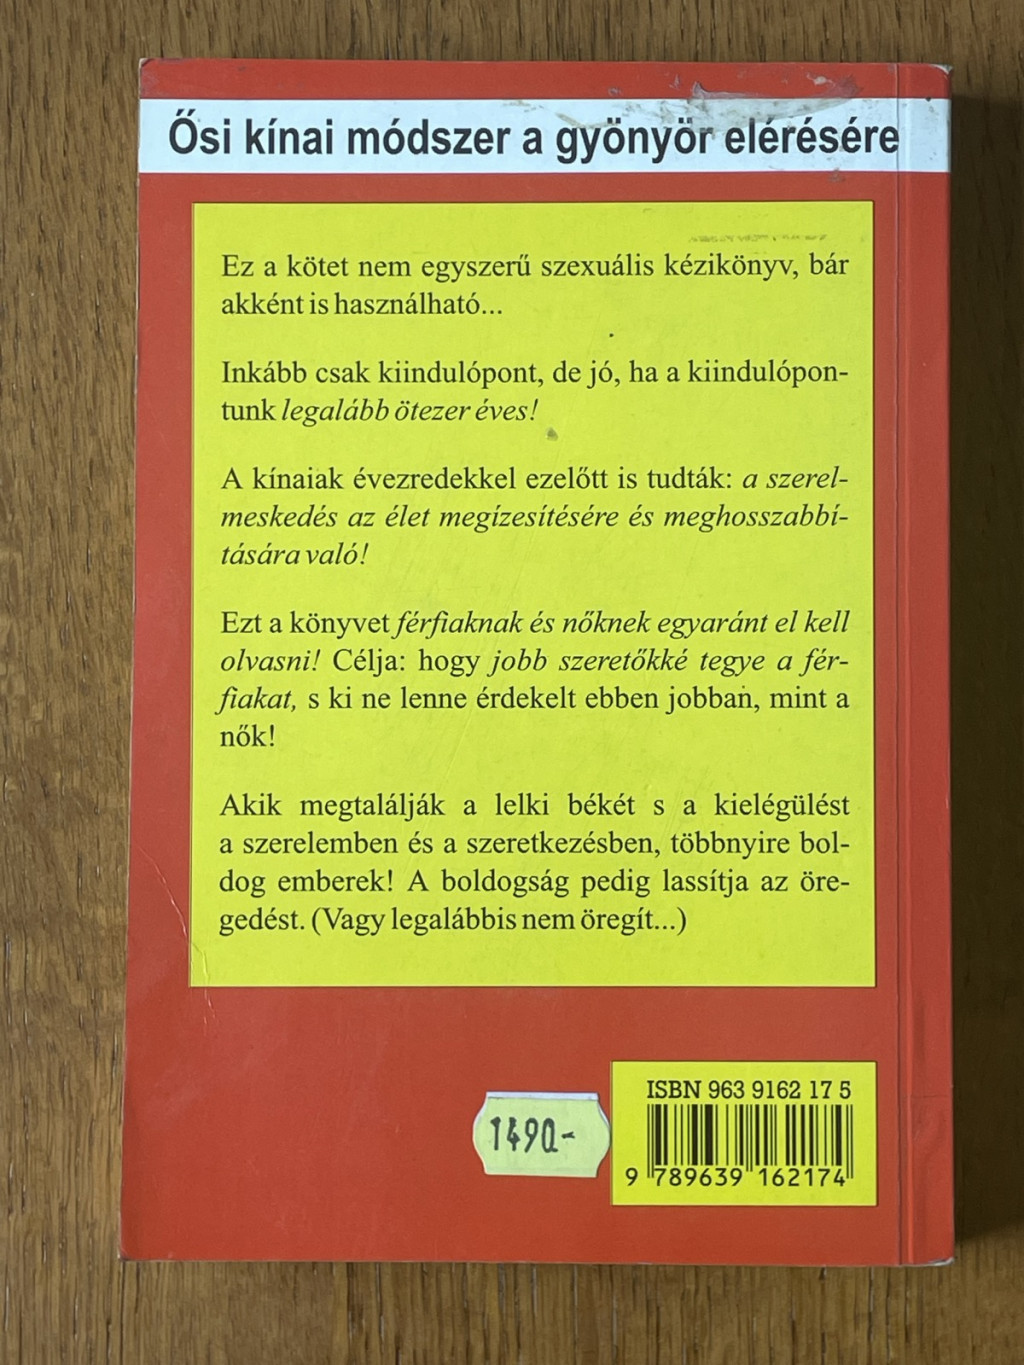 Ősi kínai módszer a gyönyör elérésére
Ez a kötet nem egyszerű szexuális kézikönyv, bár
akként is használható...
Inkább csak kiindulópont, de jó, ha a kiindulópon-
tunk legalább ötezer éves!
A kínaiak évezredekkel ezelőtt is tudták: a szerel-
meskedés az élet megízesítésére és meghosszabbí-
tására való!
Ezt a könyvet férfiaknak és nőknek egyaránt el kell
olvasni! Célja: hogy jobb szeretőkké tegye a fér-
fiakat, s ki ne lenne érdekelt ebben jobban, mint a
nők!
Akik megtalálják a lelki békét s a kielégülést
a szerelemben és a szeretkezésben, többnyire bol-
dog emberek! A boldogság pedig lassítja az öre-
gedést. (Vagy legalábbis nem öregít...)
ISBN 963 9162 17 5
1490.-
9 789639 162174